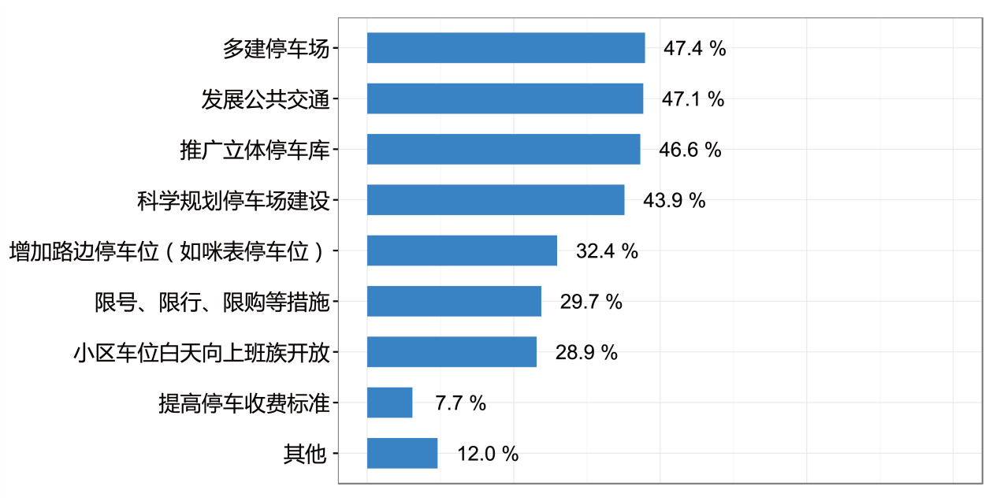 多建停车场 47.4 %
发展公共交通 47.1 %
推广立体停车库 46.6 %
科学规划停车场建设 43.9 %
增加路边停车位（如咪表停车位） 32.4 %
限号、限行、限购等措施 29.7 %
小区车位白天向上班族开放 28.9 %
提高停车收费标准 7.7 %
其他 12.0 %